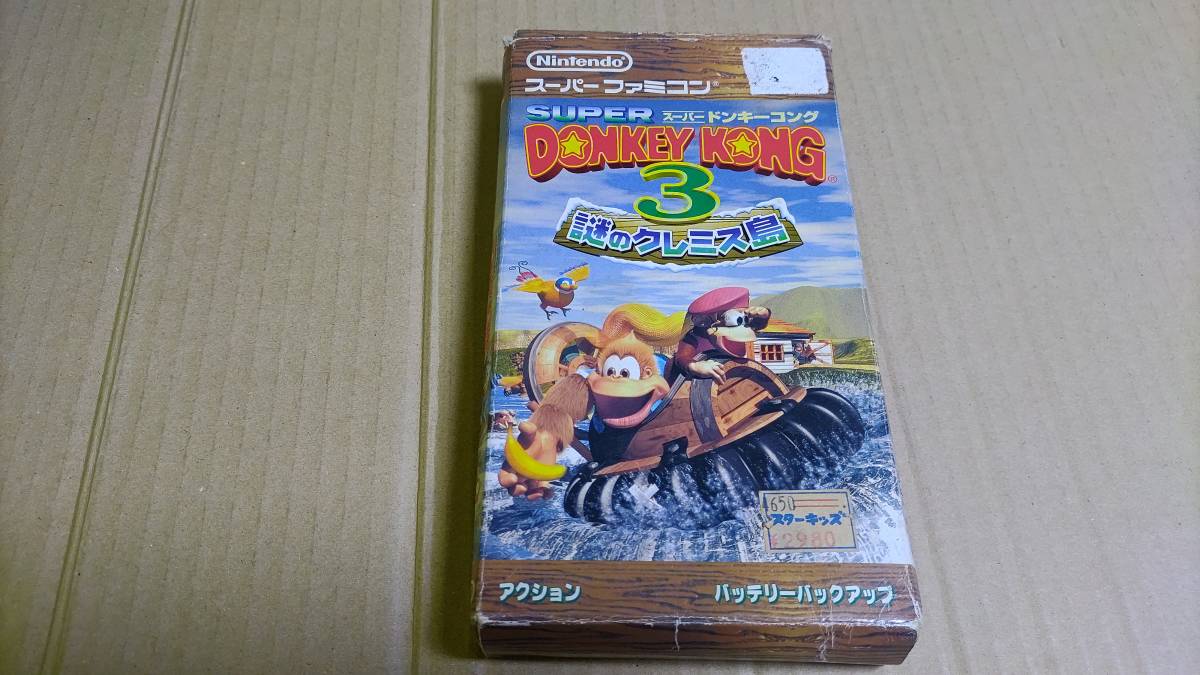 Nintendo
スーパーファミコン®
SUPER スーパードンキーコング
DONKEY KONG®
3
謎のクレミス島
650
スターキッズ
¥2980
アクション バッテリーバックアップ